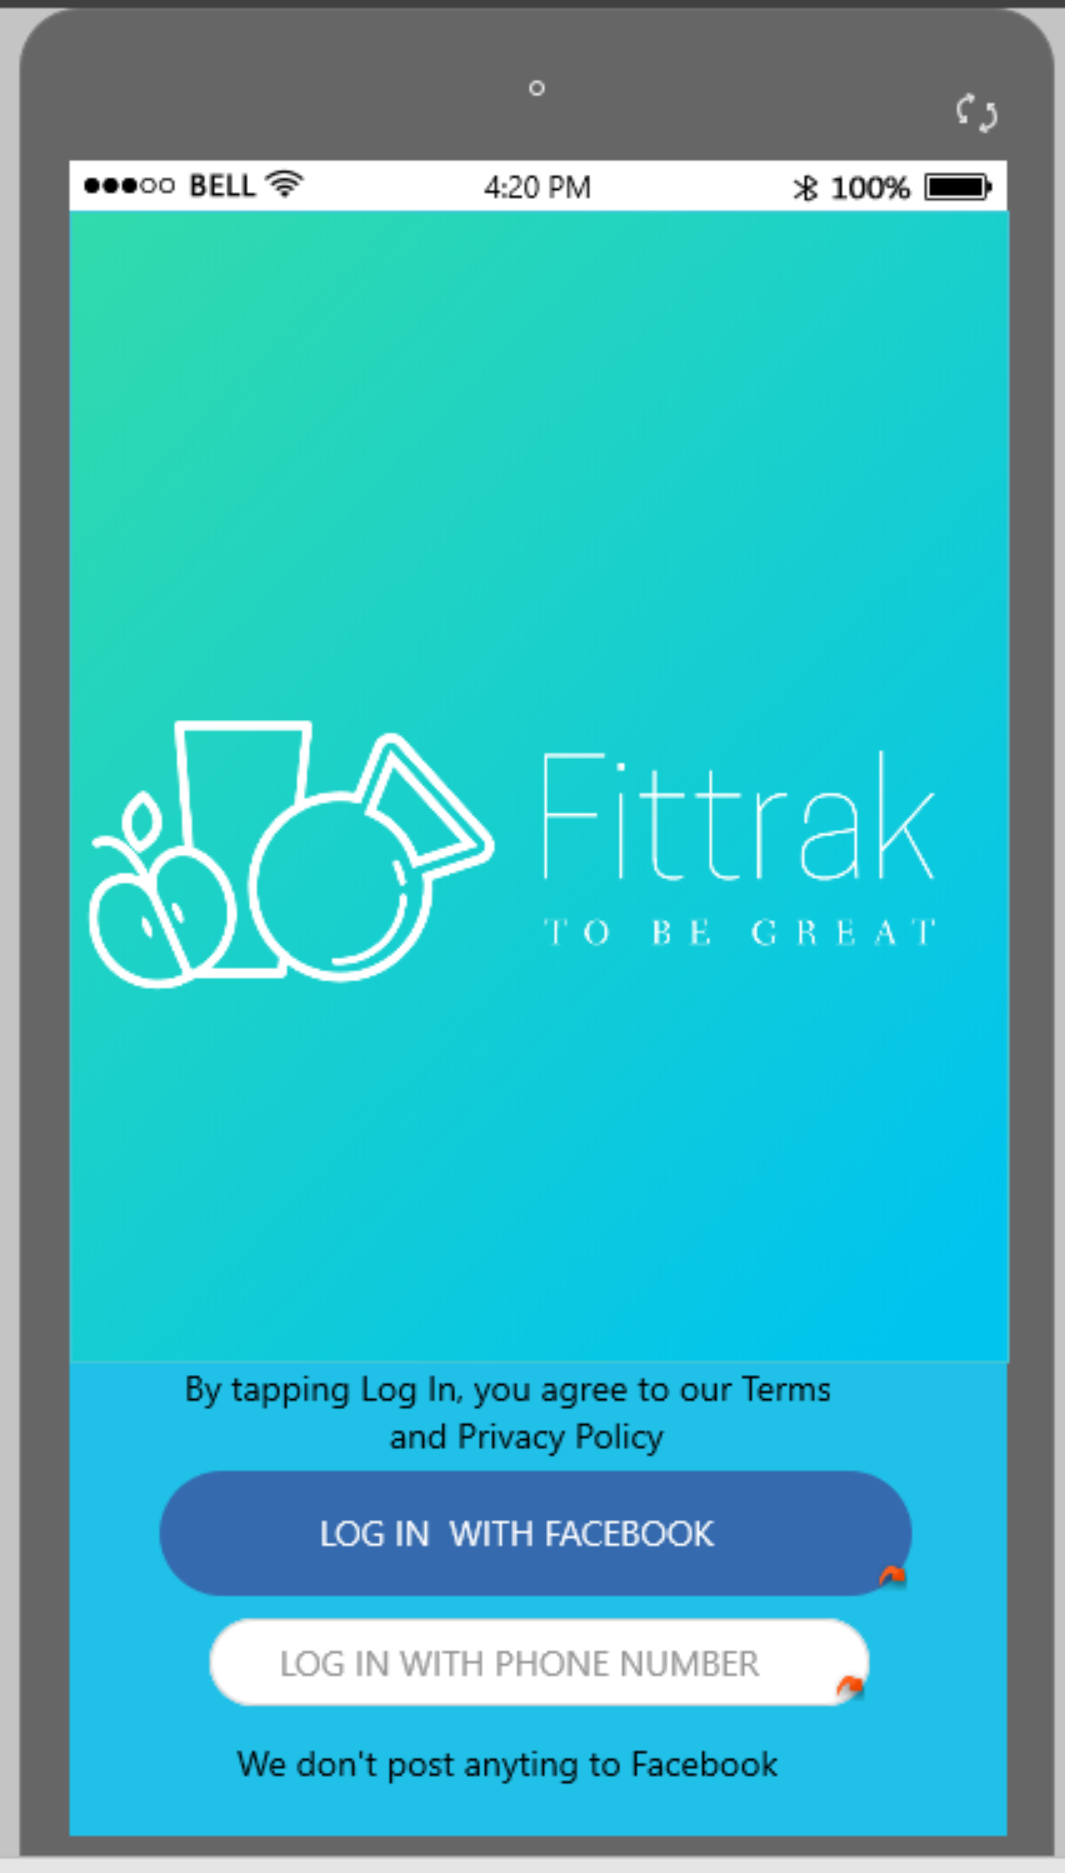 BELL 4:20 PM 100%
Fittrak
TO BE GREAT
By tapping Log In, you agree to our Terms
and Privacy Policy
LOG IN  WITH FACEBOOK
LOG IN WITH PHONE NUMBER
We don't post anyting to Facebook